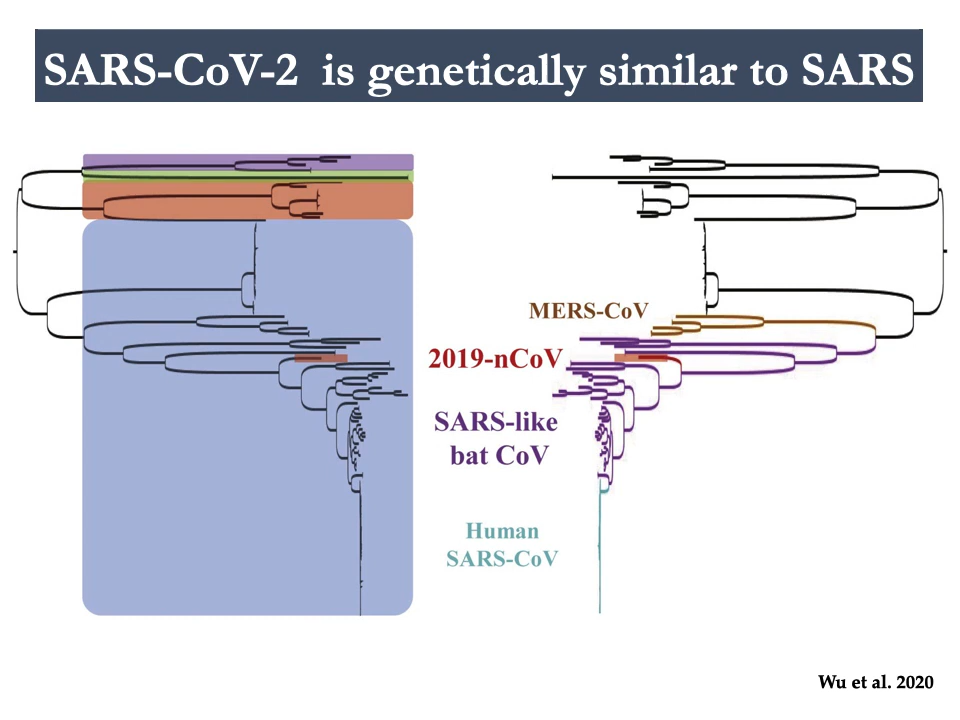 SARS-CoV-2 is genetically similar to SARS
MERS-CoV
2019-nCoV
SARS-like
bat CoV
Human
SARS-CoV
Wu et al. 2020